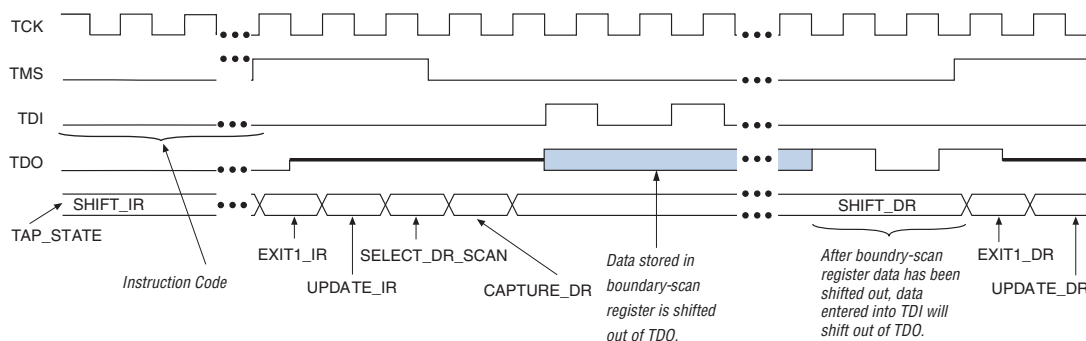 TCK
TMS
TDI
TDO
SHIFT_IR
SHIFT_DR
TAP_STATE
EXIT1_IR
SELECT_DR_SCAN
EXIT1_DR
Instruction Code
UPDATE_IR
CAPTURE_DR
UPDATE_DR
Data stored in
boundary-scan
register is shifted
out of TDO.
After boundry-scan
register data has been
shifted out, data
entered into TDI will
shift out of TDO.